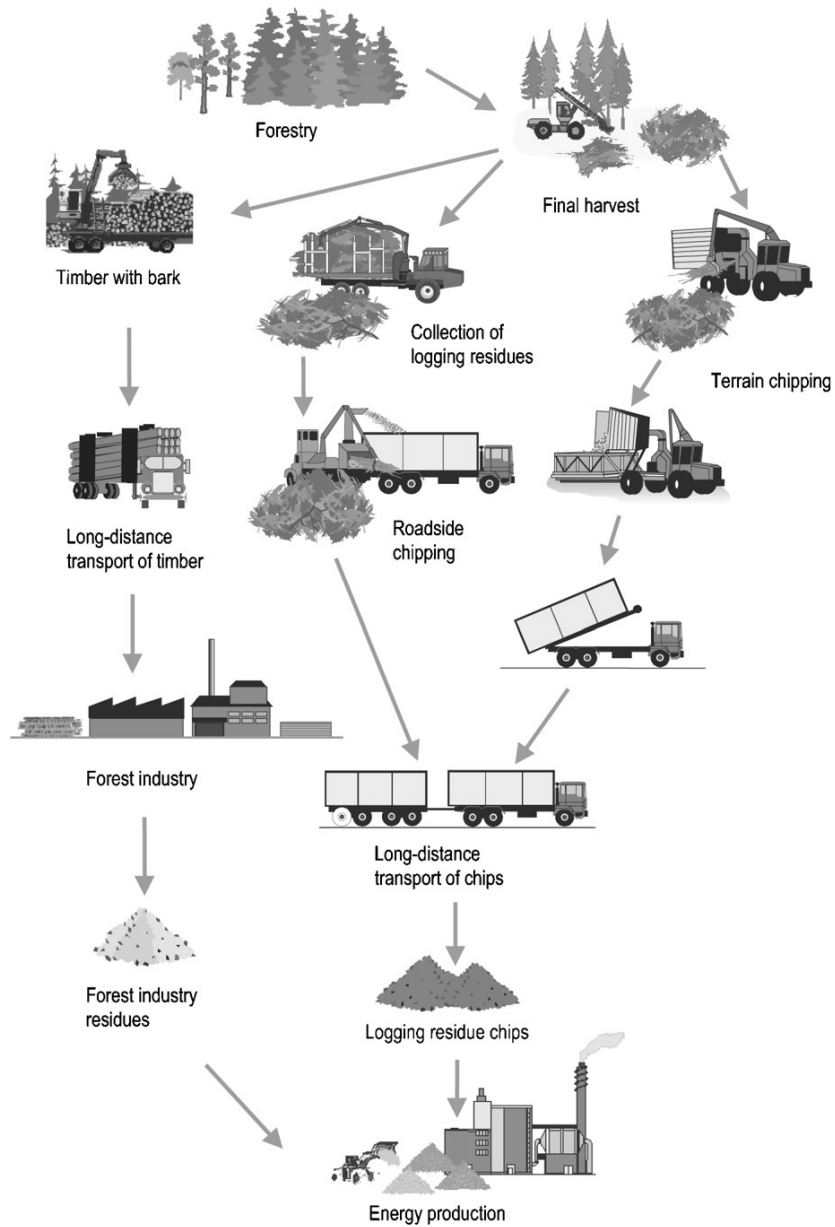 Forestry
Final harvest
Timber with bark
Collection of
logging residues
Terrain chipping
Long-distance
transport of timber
Roadside
chipping
Forest industry
Long-distance
transport of chips
Forest industry
residues
Logging residue chips
Energy production